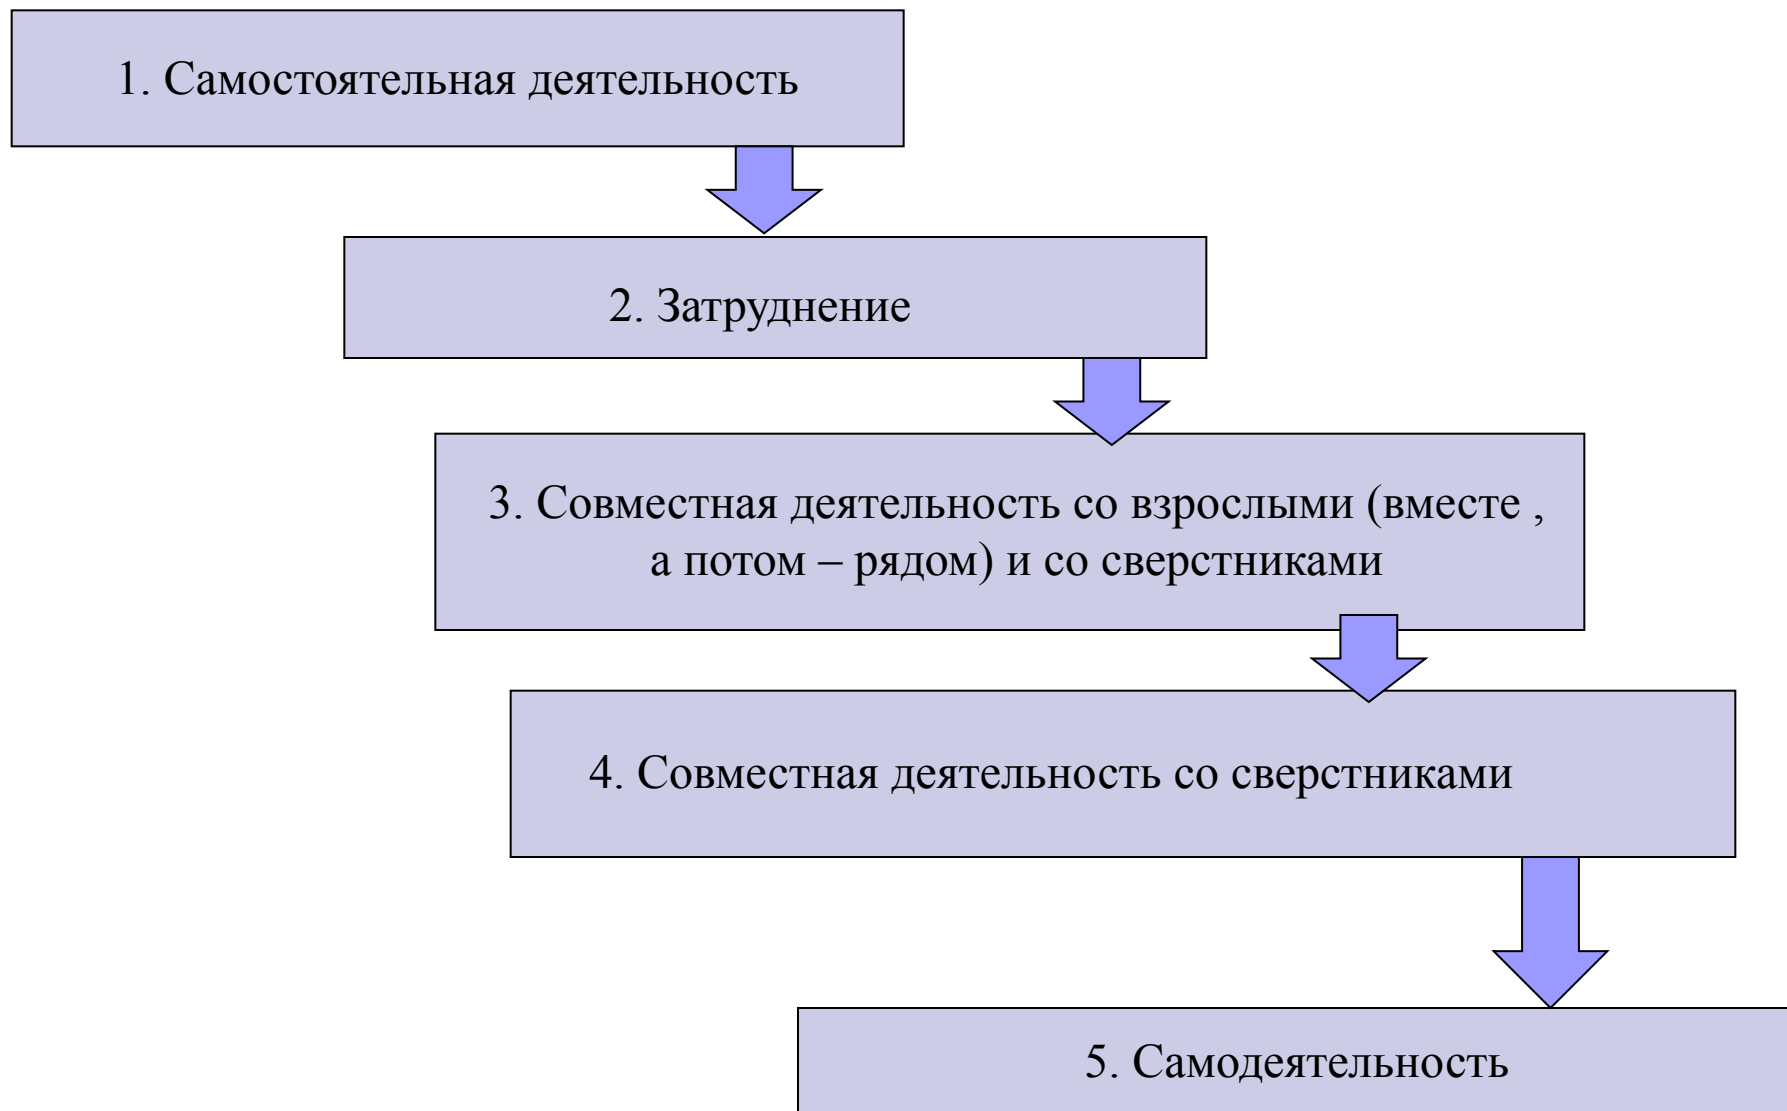 1. Самостоятельная деятельность
2. Затруднение
3. Совместная деятельность со взрослыми (вместе ,
а потом – рядом) и со сверстниками
4. Совместная деятельность со сверстниками
5. Самодеятельность